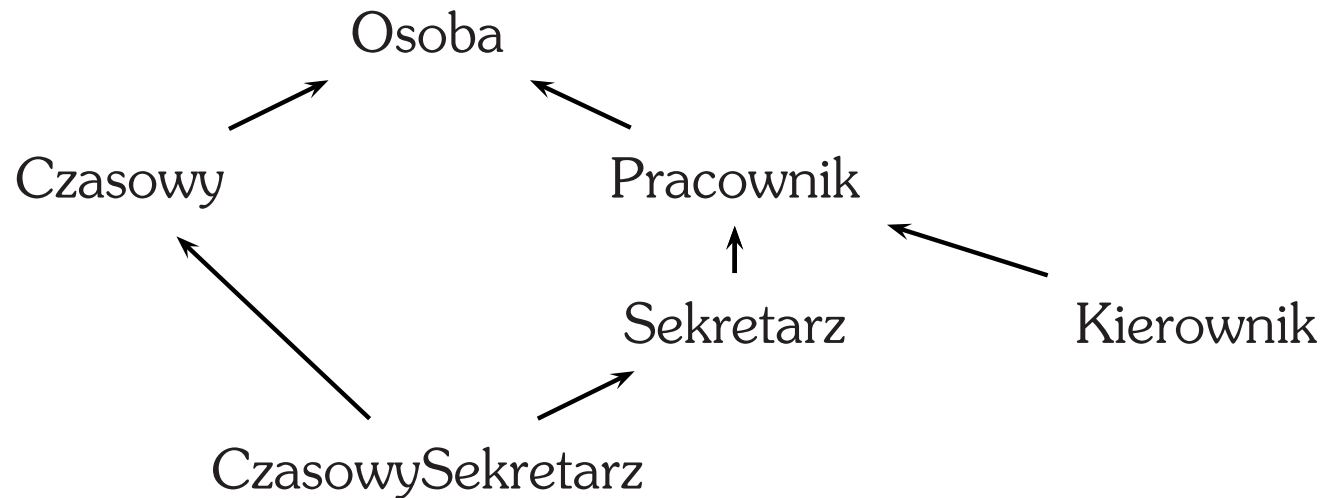 Osoba
Czasowy Pracownik
Sekretarz Kierownik
CzasowySekretarz